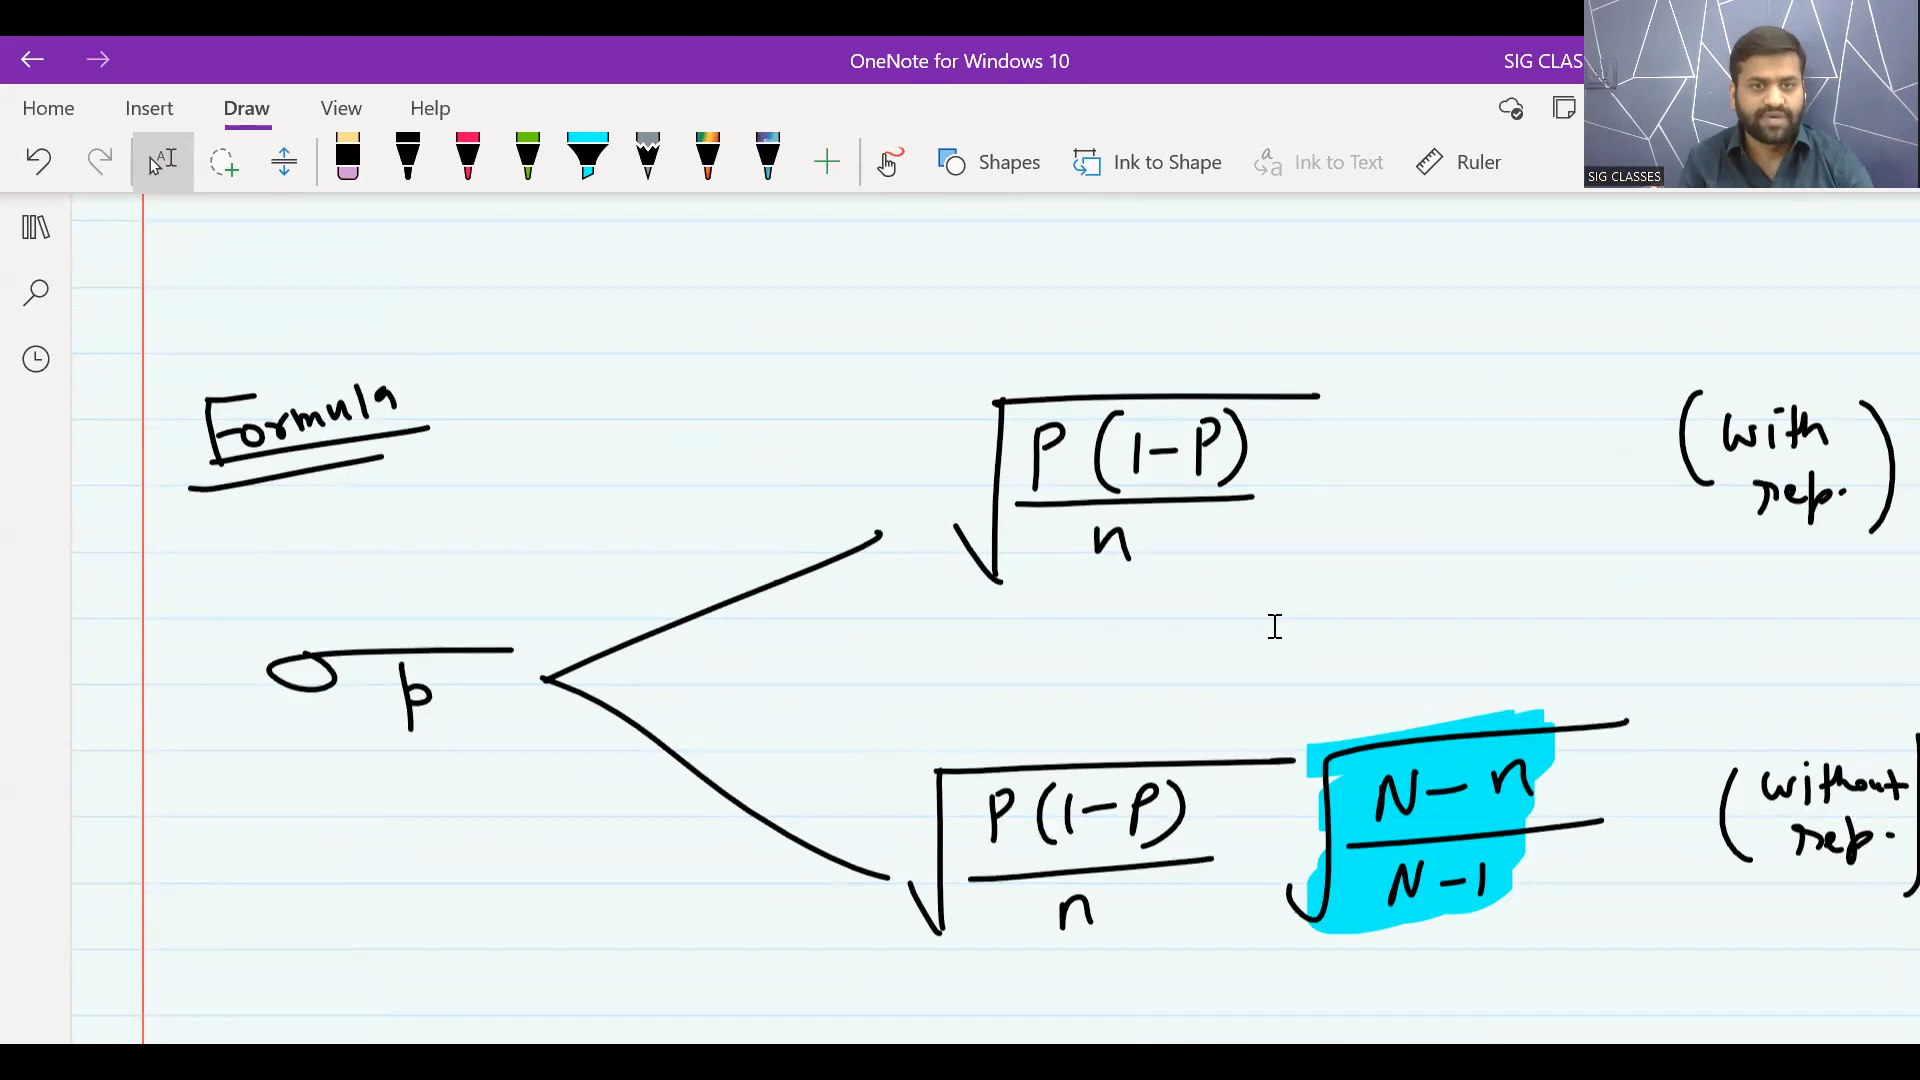 OneNote for Windows 10
SIG CLAS
Home Insert Draw View Help
Shapes Ink to Shape Ink to Text Ruler
SIG CLASSES
Formula
√(P(1-P)/n) (with rep.)
σp
√(P(1-P)/n) √(N-n/N-1) (without rep.)